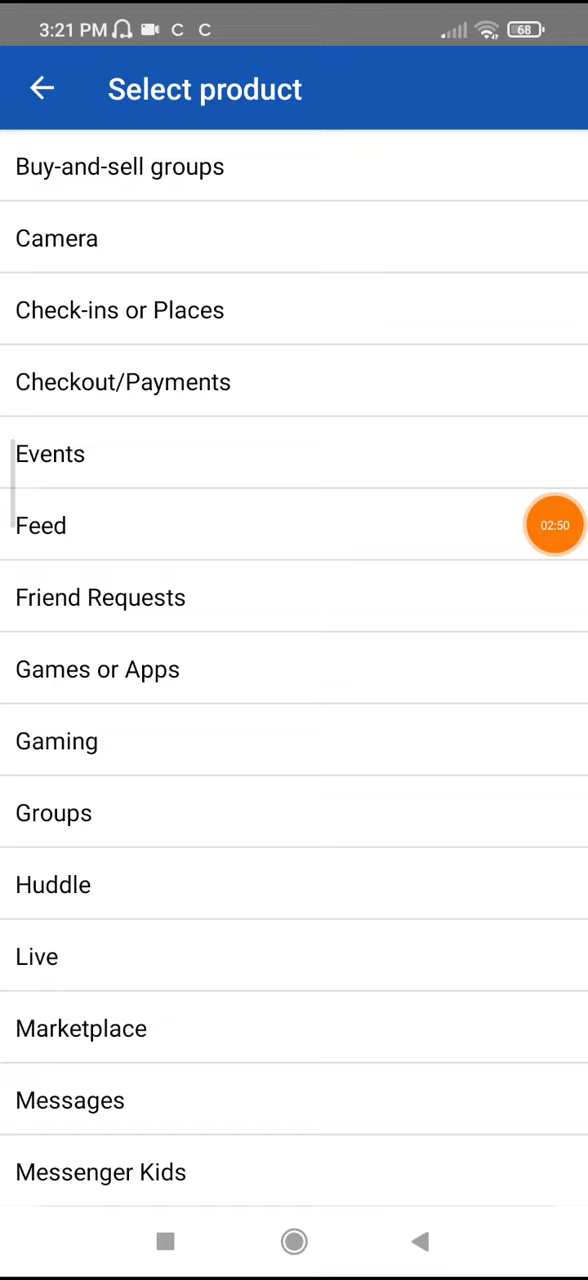 3:21 PM C C 68
Select product
Buy-and-sell groups
Camera
Check-ins or Places
Checkout/Payments
Events
Feed
02:50
Friend Requests
Games or Apps
Gaming
Groups
Huddle
Live
Marketplace
Messages
Messenger Kids